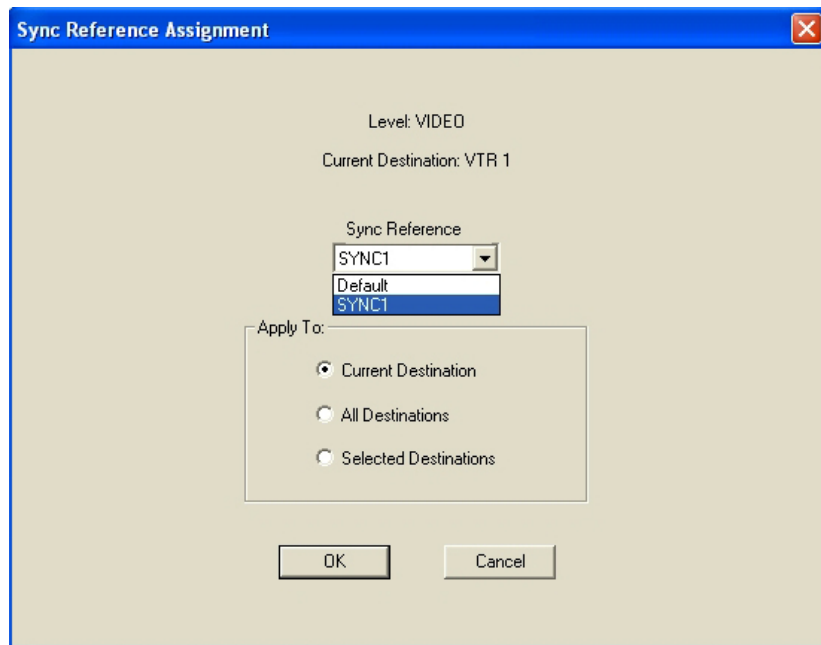 Sync Reference Assignment
Level: VIDEO
Current Destination: VTR 1
Sync Reference
SYNC1
Default
SYNC1
Apply To:
Current Destination
All Destinations
Selected Destinations
OK Cancel